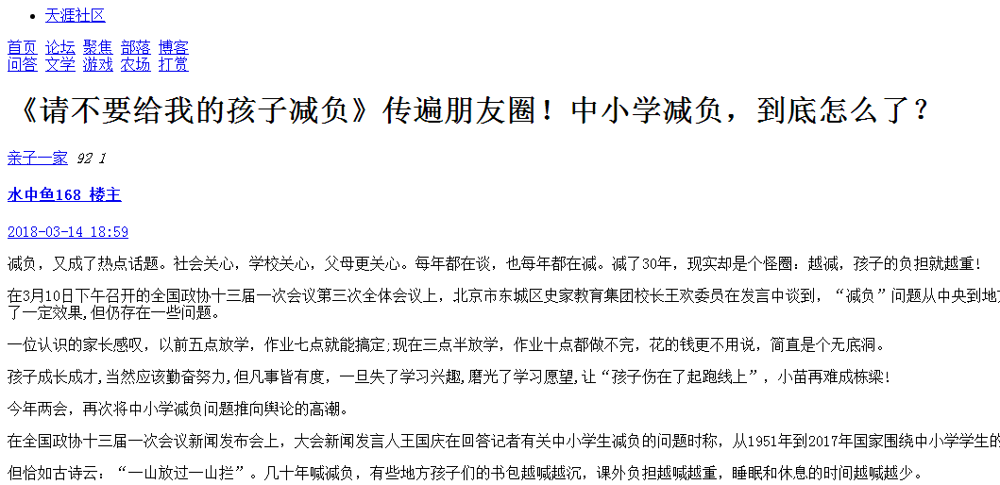 天涯社区
首页 论坛 聚焦 部落 博客
问答 文学 游戏 农场 打赏
《请不要给我的孩子减负》传遍朋友圈！中小学减负，到底怎么了？
亲子一家 92 1
水中鱼168 楼主
2018-03-14 18:59
减负，又成了热点话题。社会关心，学校关心，父母更关心。每年都在谈，也每年都在减。减了30年，现实却是个怪圈：越减，孩子的负担就越重！
在3月10日下午召开的全国政协十三届一次会议第三次全体会议上，北京市东城区史家教育集团校长王欢委员在发言中谈到，“减负”问题从中央到地方
了一定效果,但仍存在一些问题。
一位认识的家长感叹，以前五点放学，作业七点就能搞定;现在三点半放学，作业十点都做不完，花的钱更不用说，简直是个无底洞。
孩子成长成才,当然应该勤奋努力,但凡事皆有度，一旦失了学习兴趣,磨光了学习愿望,让“孩子伤在了起跑线上”，小苗再难成栋梁!
今年两会，再次将中小学减负问题推向舆论的高潮。
在全国政协十三届一次会议新闻发布会上，大会新闻发言人王国庆在回答记者有关中小学生减负的问题时称，从1951年到2017年国家围绕中小学学生的
但恰如古诗云：“一山放过一山拦”。几十年喊减负，有些地方孩子们的书包越喊越沉，课外负担越喊越重，睡眠和休息的时间越喊越少。